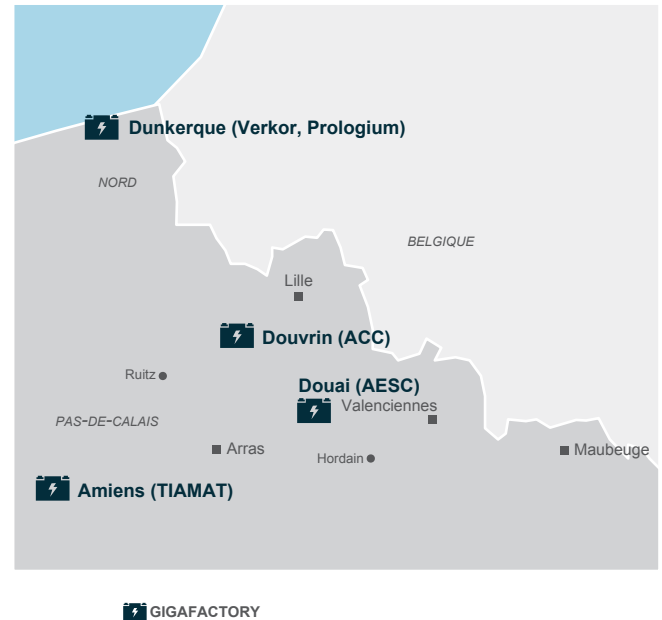 Dunkerque (Verkor, Prologium)
NORD
BELGIQUE
Lille
Douvrin (ACC)
Ruitz
Douai (AESC)
Valenciennes
PAS-DE-CALAIS
Arras
Hordain
Maubeuge
Amiens (TIAMAT)
GIGAFACTORY